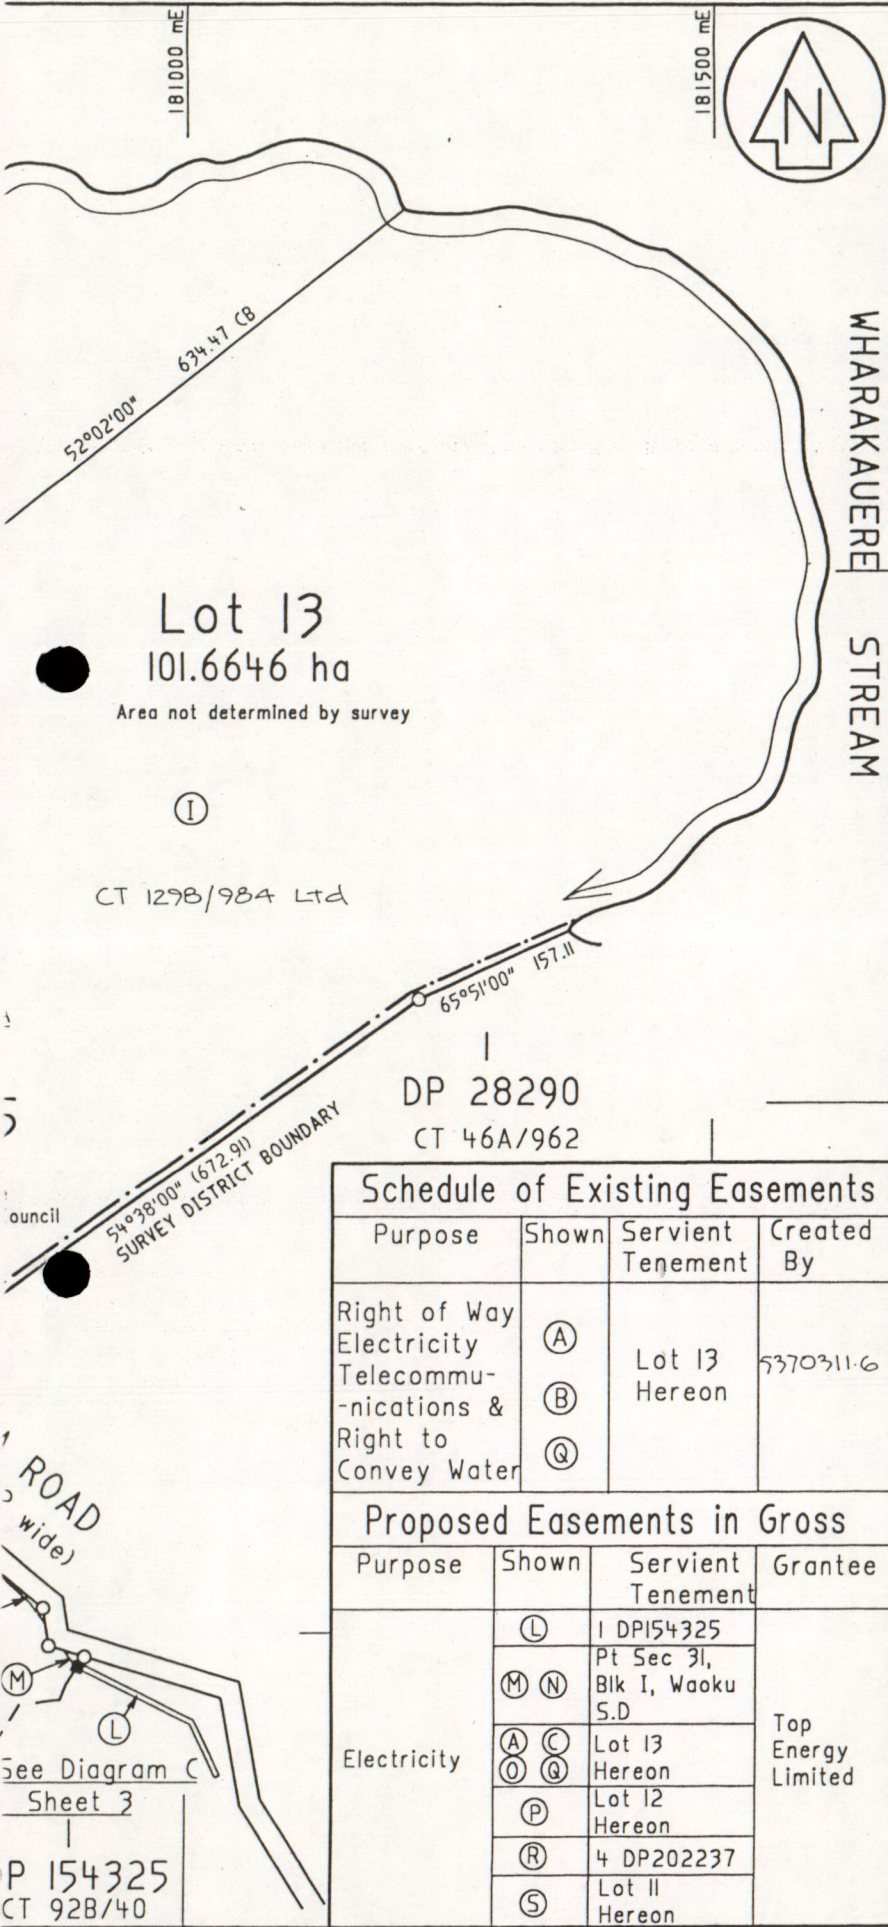 181000 mE
181500 mE
N
634.47 CB
52°02'00"
WHARAKAUERE STREAM
Lot 13
101.6646 ha
Area not determined by survey
I
CT 129B/984 Ltd
65°51'00" 157.11
DP 28290
CT 46A/962
54°38'00" (672.91)
SURVEY DISTRICT BOUNDARY
ouncil
Schedule of Existing Easements
Purpose Shown Servient Tenement Created By
Right of Way
Electricity
Telecommu-
-nications &
Right to
Convey Water
A
B
Q
Lot 13
Hereon
5370311.6
ROAD
wide)
M
L
See Diagram C
Sheet 3
P 154325
CT 92B/40
Proposed Easements in Gross
Purpose Shown Servient Tenement Grantee
Electricity
L 1 DP154325
M N Pt Sec 31,
Blk I, Waoku
S.D
A C Lot 13
O Q Hereon
P Lot 12
Hereon
R 4 DP202237
S Lot 11
Hereon
Top
Energy
Limited